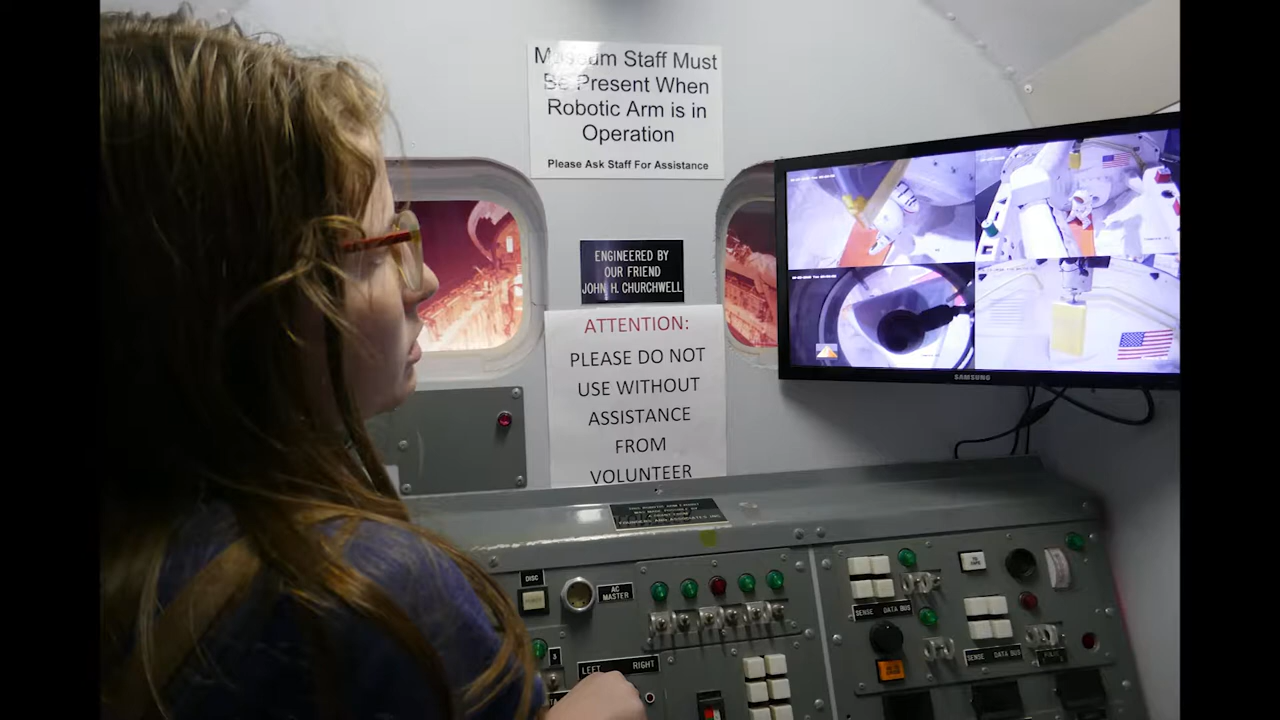 Museum Staff Must
Be Present When
Robotic Arm is in
Operation
Please Ask Staff For Assistance
ENGINEERED BY
OUR FRIEND
JOHN H. CHURCHWELL
ATTENTION:
PLEASE DO NOT
USE WITHOUT
ASSISTANCE
FROM
VOLUNTEER
SAMSUNG
DISC
POWER
AC
MASTER
SENSE DATA BUS
SENSE DATA BUS
LEFT RIGHT